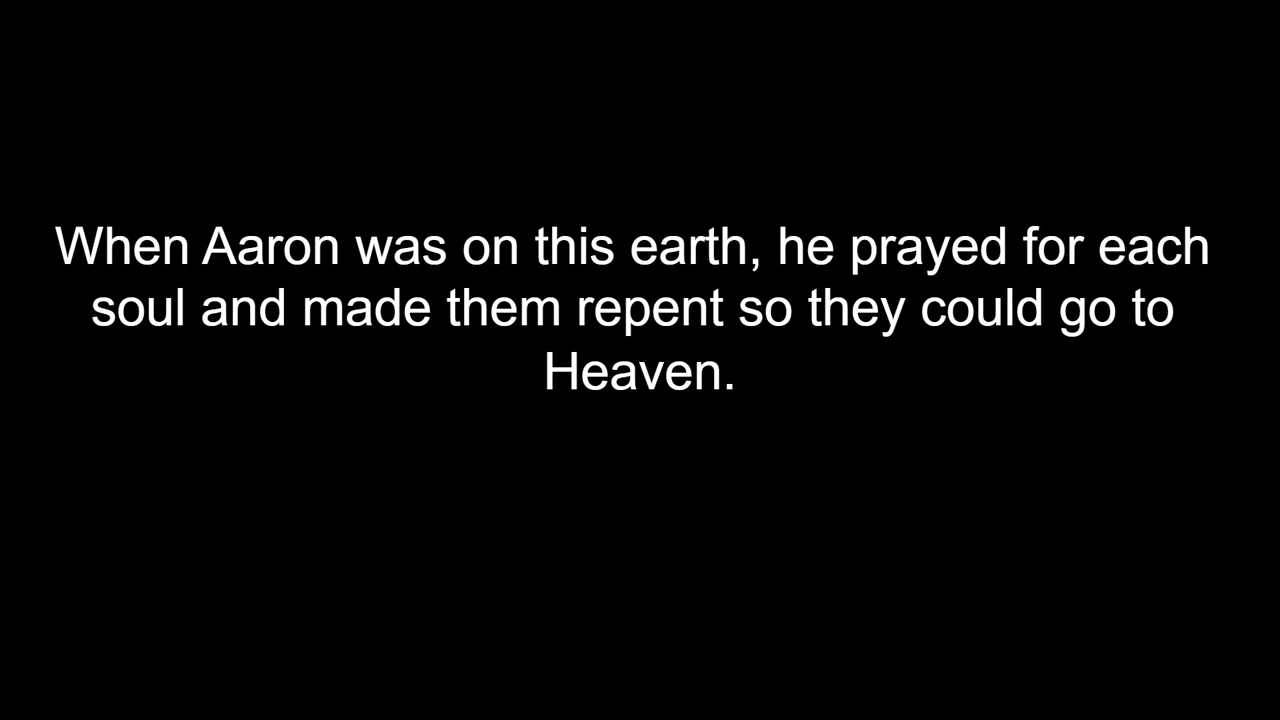 When Aaron was on this earth, he prayed for each
soul and made them repent so they could go to
Heaven.